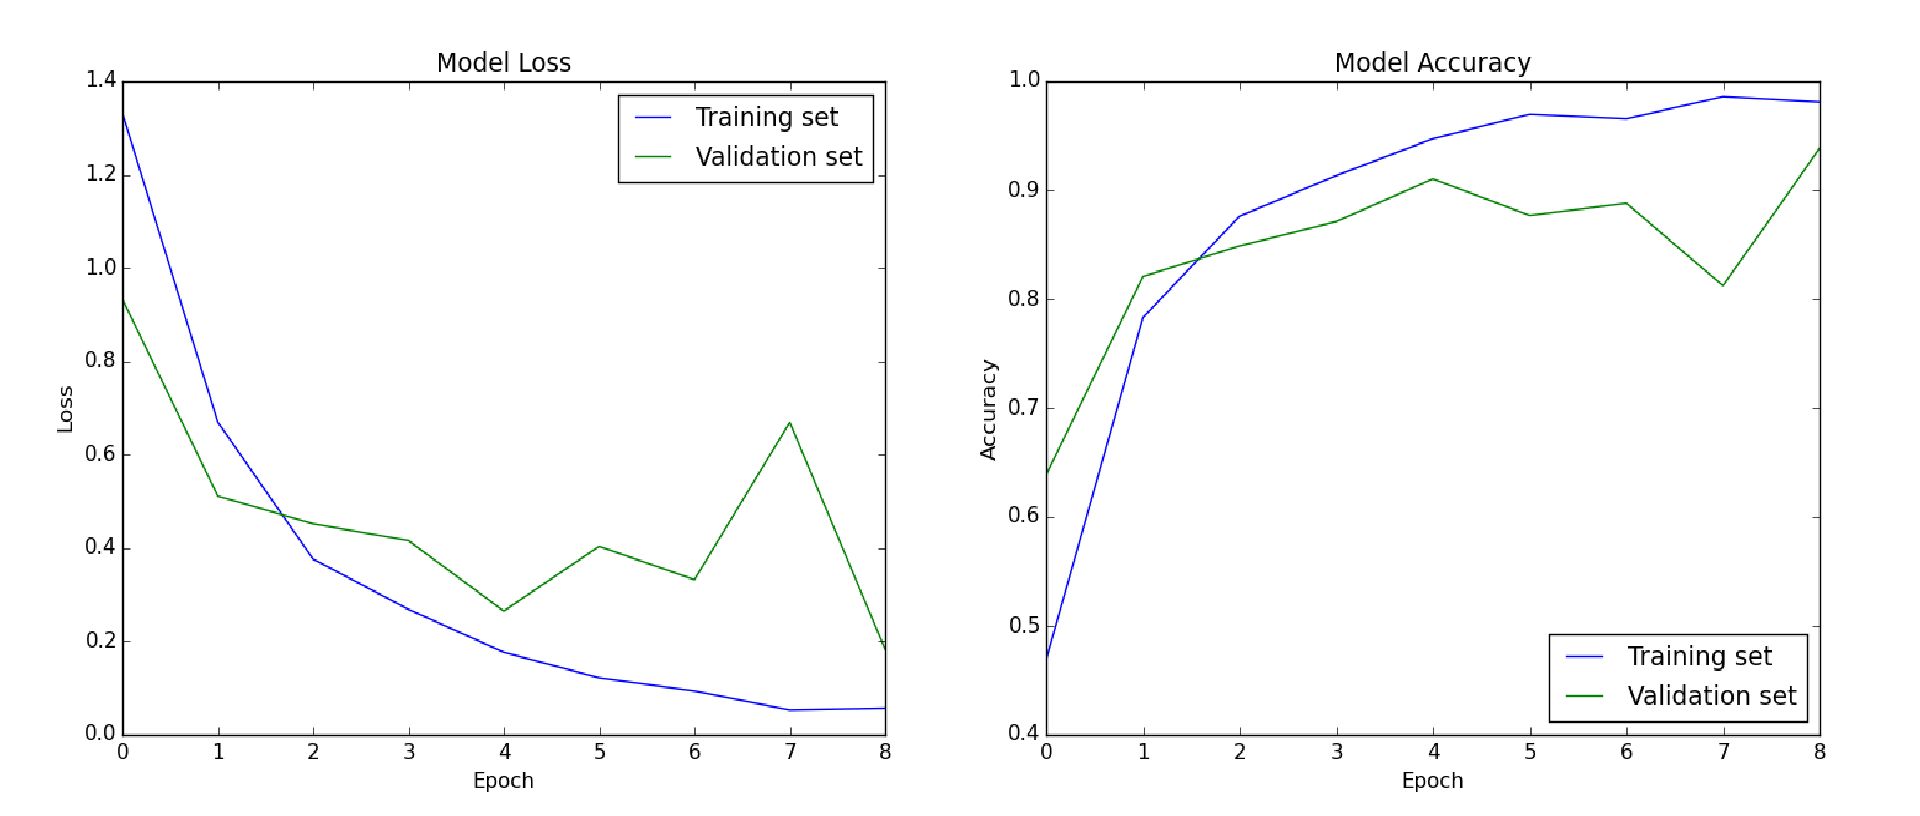 Model Loss
1.4
1.2
1.0
0.8
0.6
0.4
0.2
0.0
Loss
Training set
Validation set
0 1 2 3 4 5 6 7 8
Epoch
Model Accuracy
1.0
0.9
0.8
0.7
0.6
0.5
0.4
Accuracy
Training set
Validation set
0 1 2 3 4 5 6 7 8
Epoch